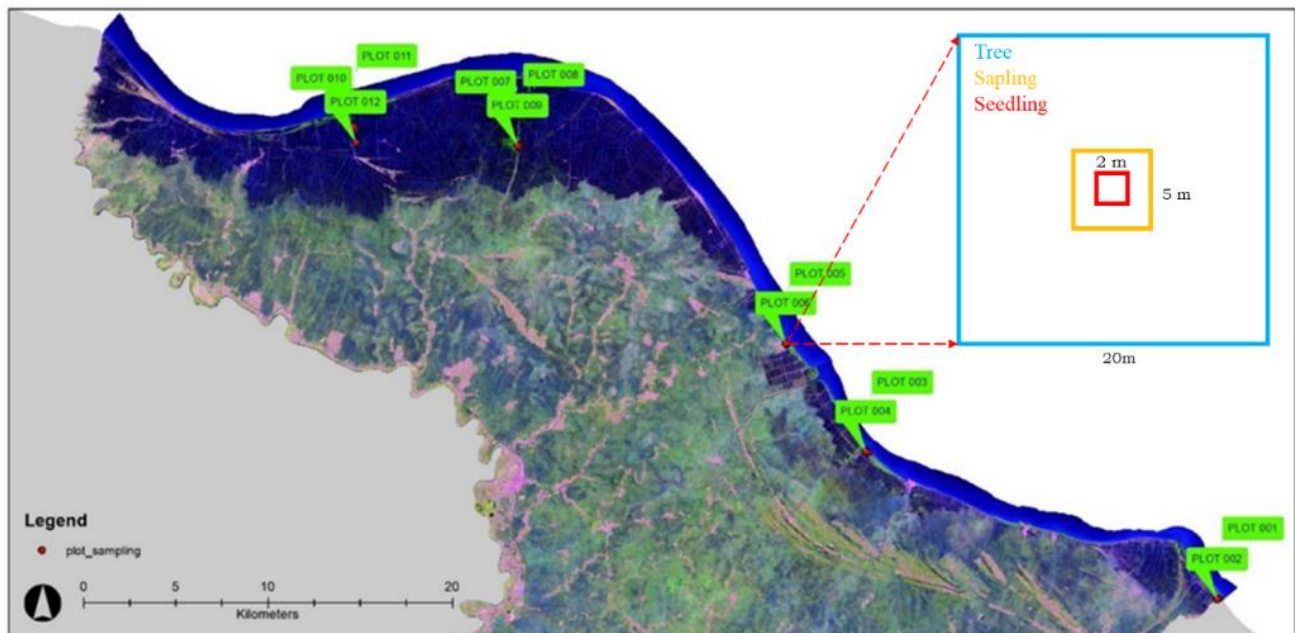 PLOT 011
PLOT 010
PLOT 012
PLOT 007
PLOT 008
PLOT 009
Tree
Sapling
Seedling
2 m
5 m
20m
PLOT 005
PLOT 006
PLOT 003
PLOT 004
PLOT 001
PLOT 002
Legend
plot_sampling
0 5 10 20
Kilometers